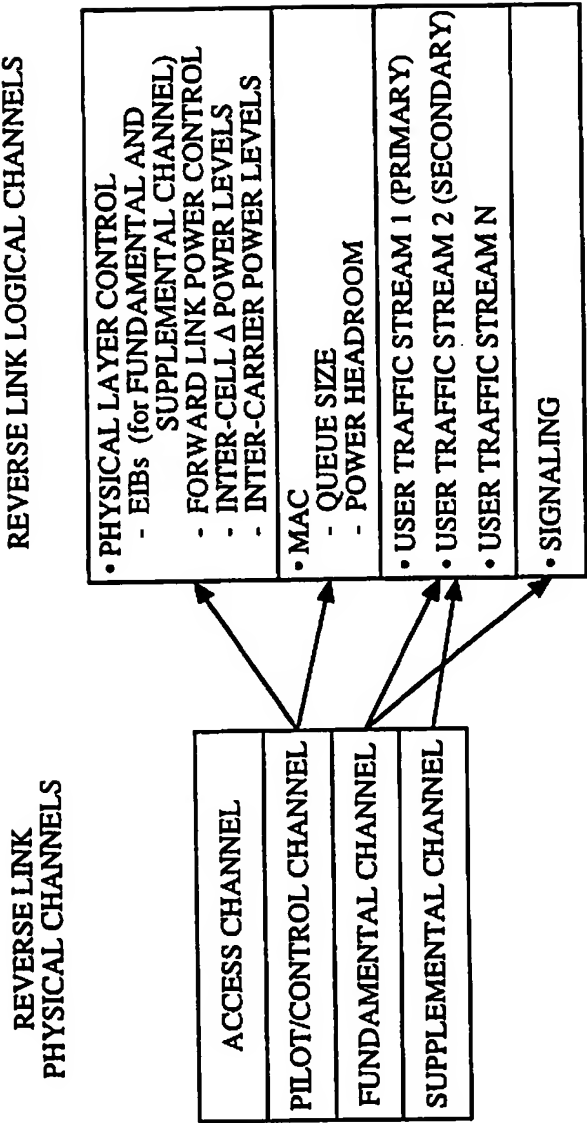 REVERSE LINK
PHYSICAL CHANNELS
ACCESS CHANNEL
PILOT/CONTROL CHANNEL
FUNDAMENTAL CHANNEL
SUPPLEMENTAL CHANNEL
REVERSE LINK LOGICAL CHANNELS
• PHYSICAL LAYER CONTROL
- EIBs (for FUNDAMENTAL AND
SUPPLEMENTAL CHANNEL)
- FORWARD LINK POWER CONTROL
- INTER-CELL Δ POWER LEVELS
- INTER-CARRIER POWER LEVELS
• MAC
- QUEUE SIZE
- POWER HEADROOM
• USER TRAFFIC STREAM 1 (PRIMARY)
• USER TRAFFIC STREAM 2 (SECONDARY)
• USER TRAFFIC STREAM N
• SIGNALING